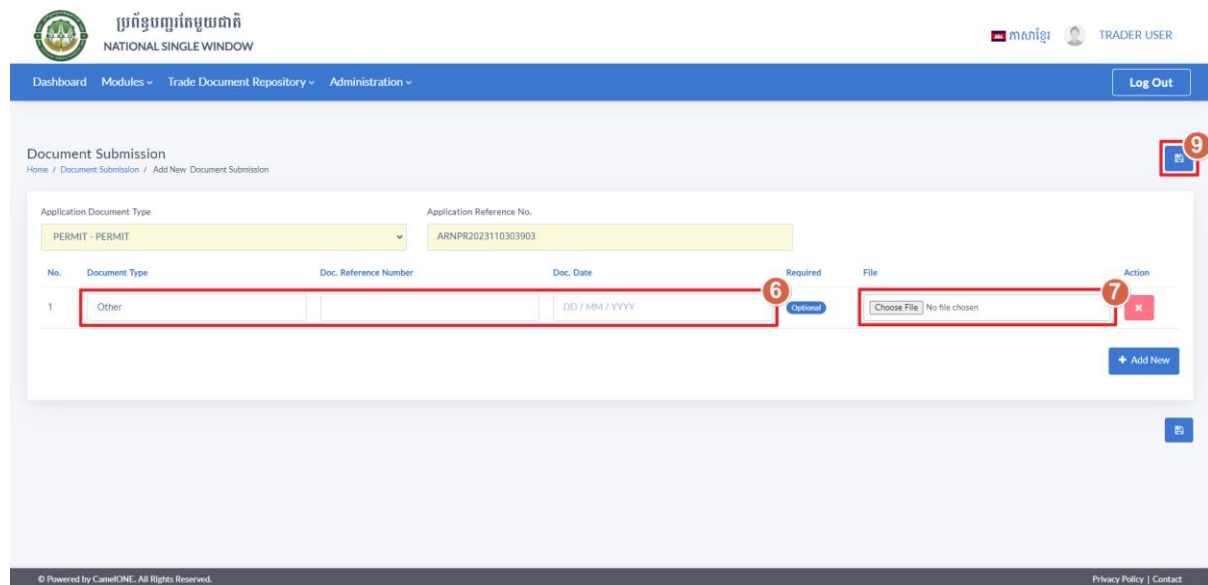 ប្រព័ន្ធបញ្ជរតែមួយជាតិ
NATIONAL SINGLE WINDOW
ភាសាខ្មែរ TRADER USER
Dashboard Modules Trade Document Repository Administration Log Out
Document Submission
Home / Document Submission / Add New Document Submission
9
Application Document Type Application Reference No.
PERMIT - PERMIT ARNPR2023110303903
No. Document Type Doc. Reference Number Doc. Date Required File Action
6 7
1 Other DD / MM / YYYY Optional Choose File No file chosen
+ Add New
© Powered by CamelONE. All Rights Reserved. Privacy Policy | Contact